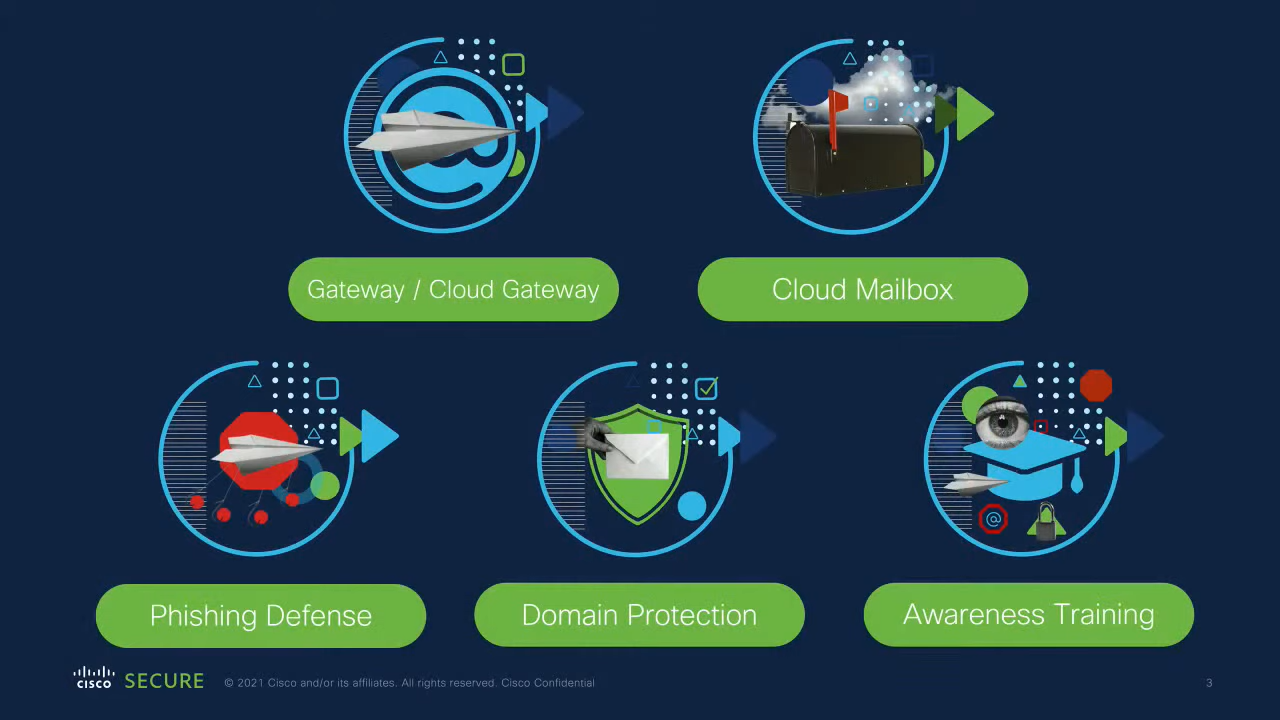 Gateway / Cloud Gateway
Cloud Mailbox
Phishing Defense
Domain Protection
@
Awareness Training
CISCO SECURE © 2021 Cisco and/or its affiliates. All rights reserved. Cisco Confidential 3